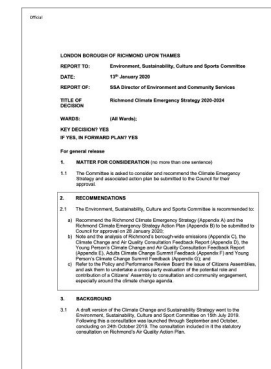 Official
LONDON BOROUGH OF RICHMOND UPON THAMES
REPORT TO: Environment, Sustainability, Culture and Sports Committee
DATE: 13th January 2020
REPORT OF: SSA Director of Environment and Community Services
TITLE OF Richmond Climate Emergency Strategy 2020-2024
DECISION
WARDS: (All Wards);
KEY DECISION? YES
IF YES, IN FORWARD PLAN? YES
For general release
1. MATTER FOR CONSIDERATION (no more than one sentence)
1.1 The Committee is asked to consider and recommend the Climate Emergency
Strategy and associated action plan be submitted to the Council for their
approval.
2. RECOMMENDATIONS
2.1 The Environment, Sustainability, Culture and Sports Committee is recommended to:
a) Recommend the Richmond Climate Emergency Strategy (Appendix A) and the
Richmond Climate Emergency Strategy Action Plan (Appendix B) to be submitted to
Council for approval on 28 January 2020;
b) Note and the analysis of Richmond's borough-wide emissions (Appendix C), the
Climate Change and Air Quality Consultation Feedback Report (Appendix D), the
Young Person's Climate Change and Air Quality Consultation Feedback Report
(Appendix E), Adults Climate Change Summit Feedback (Appendix F) and Young
Person's Climate Change Summit Feedback (Appendix G); and
c) Refer to the Policy and Performance Review Board the issue of Citizens Assemblies,
and ask them to undertake a cross-party evaluation of the potential role and
contribution of a Citizens' Assembly to consultation and community engagement,
especially around the climate change agenda.
3. BACKGROUND
3.1 A draft version of the Climate Change and Sustainability Strategy went to the
Environment, Sustainability, Culture and Sport Committee on 15th July 2019.
Following this a consultation was launched through September and October,
concluding on 24th October 2019. The consultation included in it the statutory
consultation on Richmond's Air Quality Action Plan.